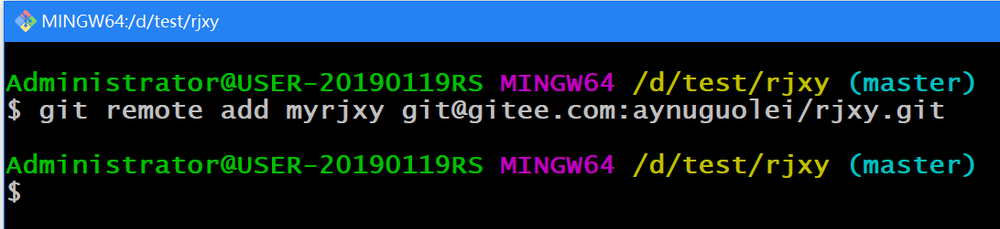 MINGW64:/d/test/rjxy
Administrator@USER-20190119RS MINGW64 /d/test/rjxy (master)
$ git remote add myrjxy git@gitee.com:aynuguolei/rjxy.git
Administrator@USER-20190119RS MINGW64 /d/test/rjxy (master)
$